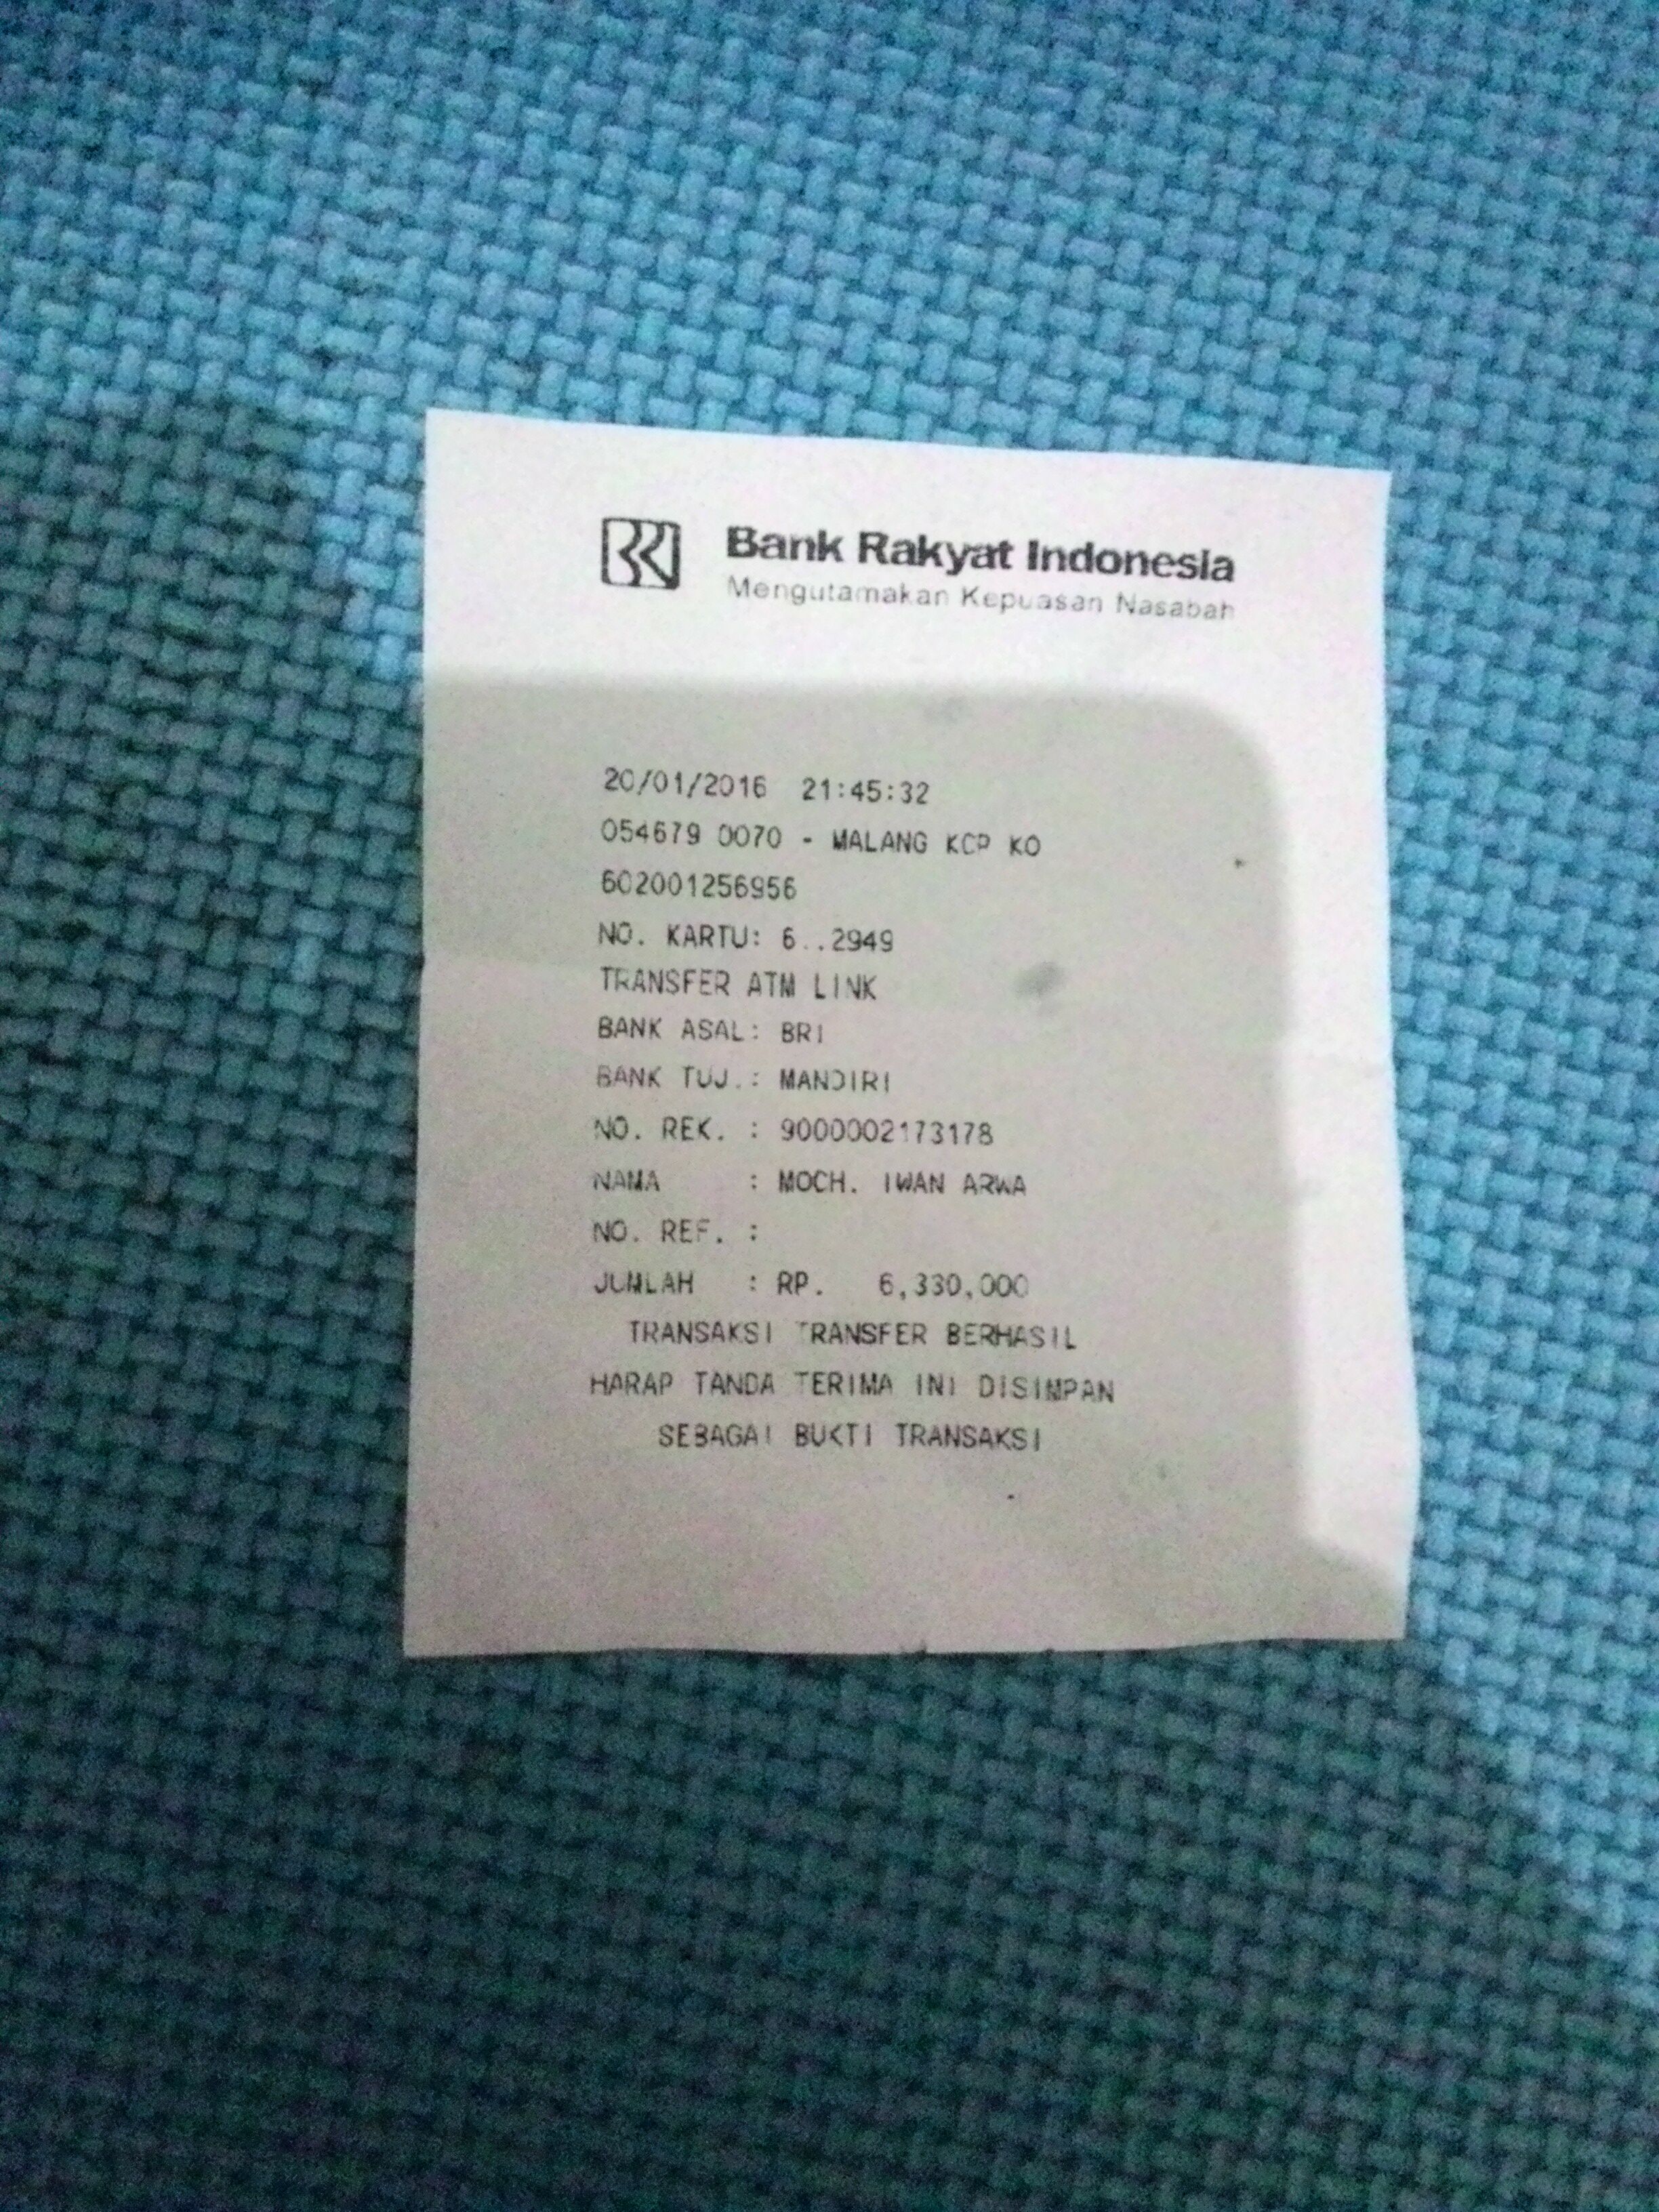 Bank Rakyat Indonesia
Mengutamakan Kepuasan Nasabah
20/01/2016 21:45:32
054679 0070 - MALANG KCP KO
602001256956
NO. KARTU: 6..2949
TRANSFER ATM LINK
BANK ASAL: BRI
BANK TUJ.: MANDIRI
NO. REK. : 9000002173178
NAMA : MOCH. IWAN ARWA
NO. REF. :
JUMLAH : RP. 6,330,000
TRANSAKSI TRANSFER BERHASIL
HARAP TANDA TERIMA INI DISIMPAN
SEBAGAI BUKTI TRANSAKSI